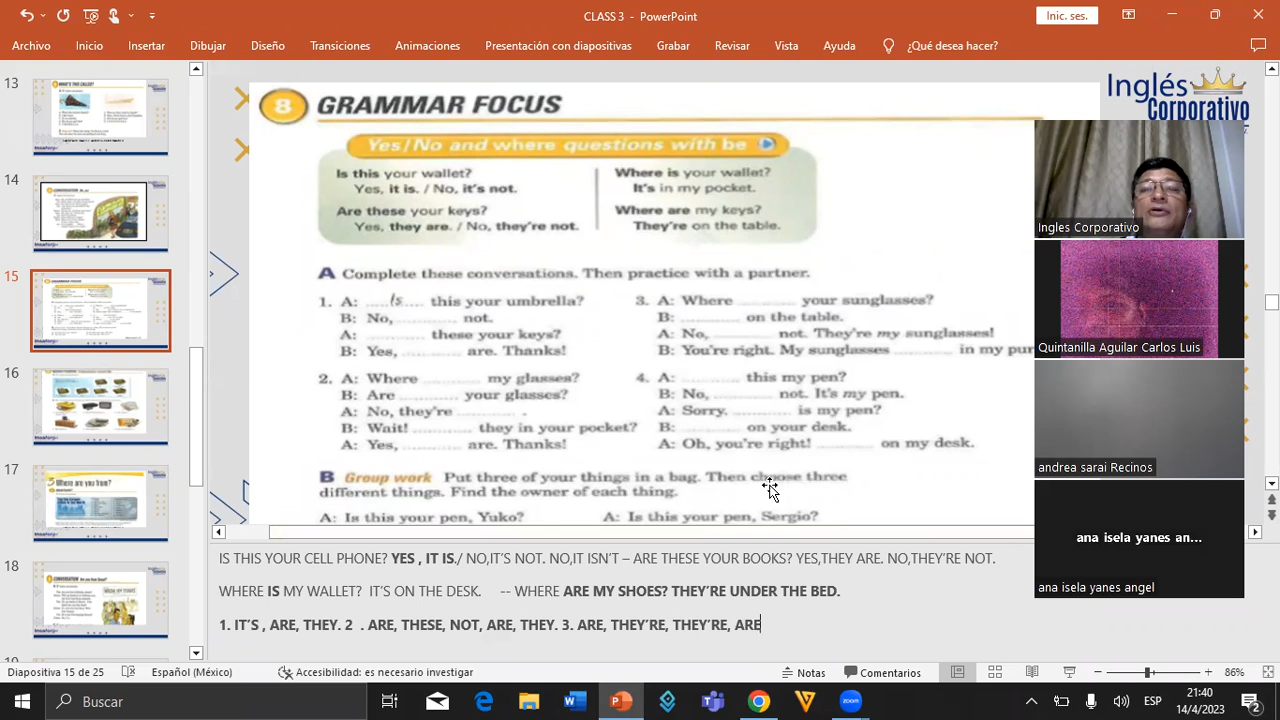 CLASS 3 - PowerPoint
Inic. ses.
Archivo Inicio Insertar Dibujar Diseño Transiciones Animaciones Presentación con diapositivas Grabar Revisar Vista Ayuda ¿Qué desea hacer?
13
14
15
16
17
18
Inglés
Corporativo
8 GRAMMAR FOCUS
Yes/No and where questions with be
Is this your wallet?
Yes, it is. / No, it's not.
Are these your keys?
Yes, they are. / No, they're not.
Where is your wallet?
It's in my pocket.
Where are my keys?
They're on the table.
A Complete these conversations. Then practice with a partner.
1. A: .....Is..... this your umbrella?
B: No, ............... not.
A: ............... these your keys?
B: Yes, ............... are. Thanks!
2. A: Where ............... my glasses?
B: Are ............... your glasses?
A: No, they're ............... .
B: Wait! ............... they in your pocket?
A: Yes, ............... are. Thanks!
3. A: Where ............... your sunglasses?
B: ............... on the table.
A: No, ............... not. They're my sunglasses!
B: You're right. My sunglasses ............... in my pur
4. A: ............... this my pen?
B: No, ............... not. It's my pen.
A: Sorry. ............... is my pen?
B: ............... on your desk.
A: Oh, you're right! ............... on my desk.
B Group work Put three of your things in a bag. Then choose three
different things. Find the owner of each thing.
A: Is this your pen, Yuko?
A: Is this your pen, Sergio?
Ingles Corporativo
Quintanilla Aguilar Carlos Luis
andrea sarai Recinos
ana isela yanes an...
ana isela yanes angel
IS THIS YOUR CELL PHONE? YES , IT IS./ NO,IT'S NOT. NO,IT ISN'T – ARE THESE YOUR BOOKS? YES,THEY ARE. NO,THEY'RE NOT.
WHERE IS MY WALLET? IT'S ON THE DESK. -- WHERE ARE MY SHOES? THEY´RE UNDER THE BED.
1. IT'S , ARE, THEY. 2 . ARE, THESE, NOT, ARE, THEY. 3. ARE, THEY'RE, THEY'RE, ARE
Diapositiva 15 de 25 Español (México) Accesibilidad: es necesario investigar Notas Comentarios 86%
Buscar
ESP
21:40
14/4/2023
2